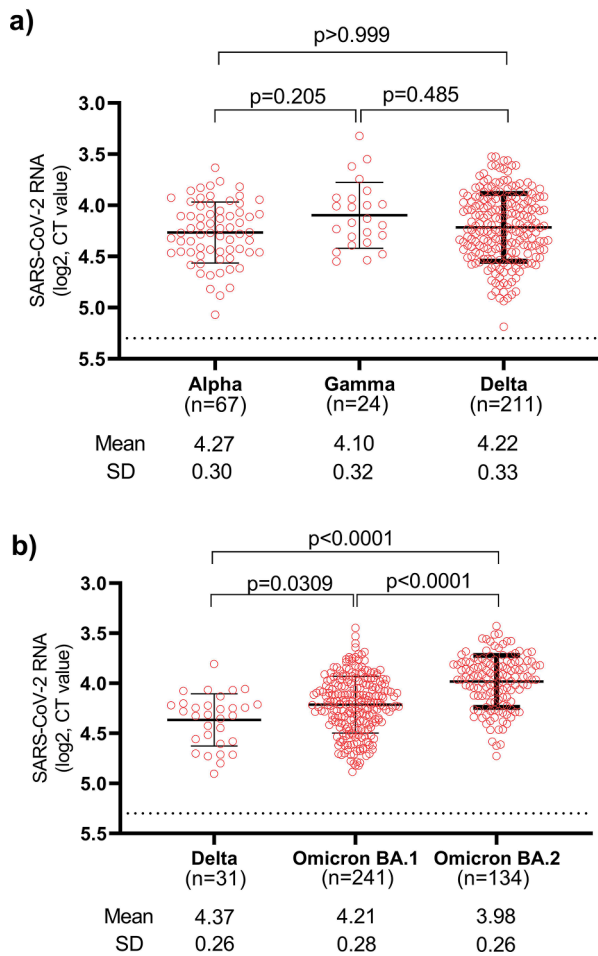 a)
p>0.999
p=0.205 p=0.485
SARS-CoV-2 RNA
(log2, CT value)
3.0
3.5
4.0
4.5
5.0
5.5
Alpha Gamma Delta
(n=67) (n=24) (n=211)
Mean 4.27 4.10 4.22
SD 0.30 0.32 0.33
b)
p<0.0001
p=0.0309 p<0.0001
SARS-CoV-2 RNA
(log2, CT value)
3.0
3.5
4.0
4.5
5.0
5.5
Delta Omicron BA.1 Omicron BA.2
(n=31) (n=241) (n=134)
Mean 4.37 4.21 3.98
SD 0.26 0.28 0.26